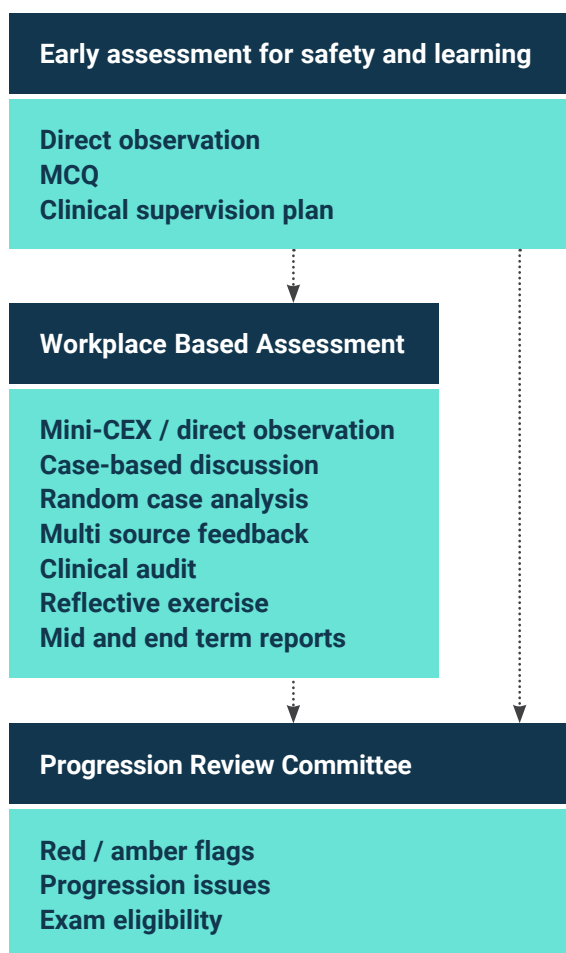 Early assessment for safety and learning
Direct observation
MCQ
Clinical supervision plan
Workplace Based Assessment
Mini-CEX / direct observation
Case-based discussion
Random case analysis
Multi source feedback
Clinical audit
Reflective exercise
Mid and end term reports
Progression Review Committee
Red / amber flags
Progression issues
Exam eligibility